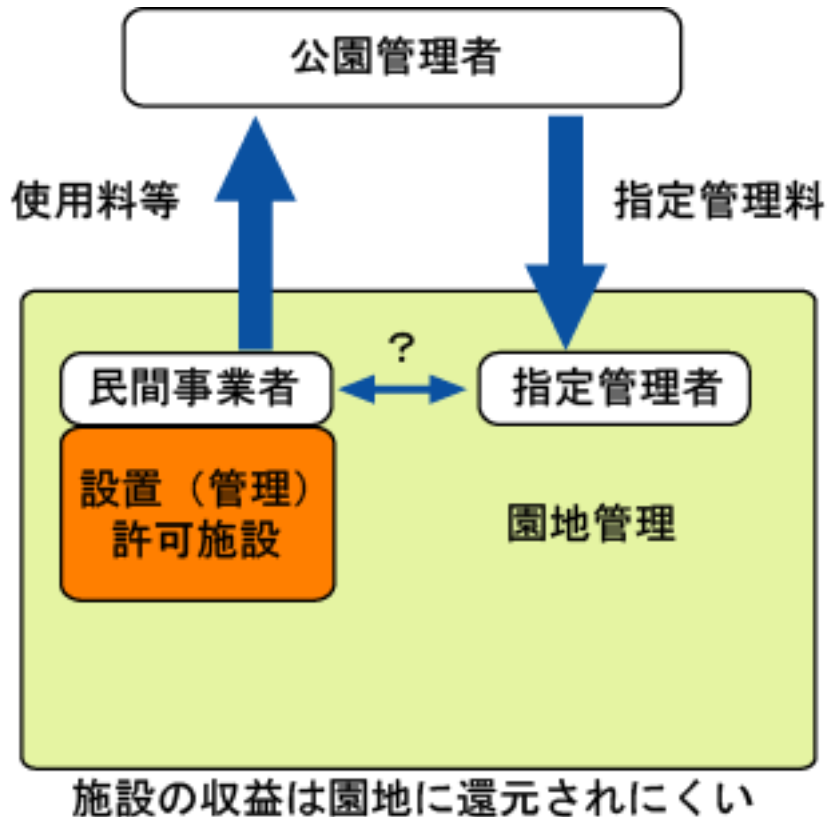 公園管理者
使用料等
指定管理料
?
民間事業者
指定管理者
設置（管理）
許可施設
園地管理
施設の収益は園地に還元されにくい